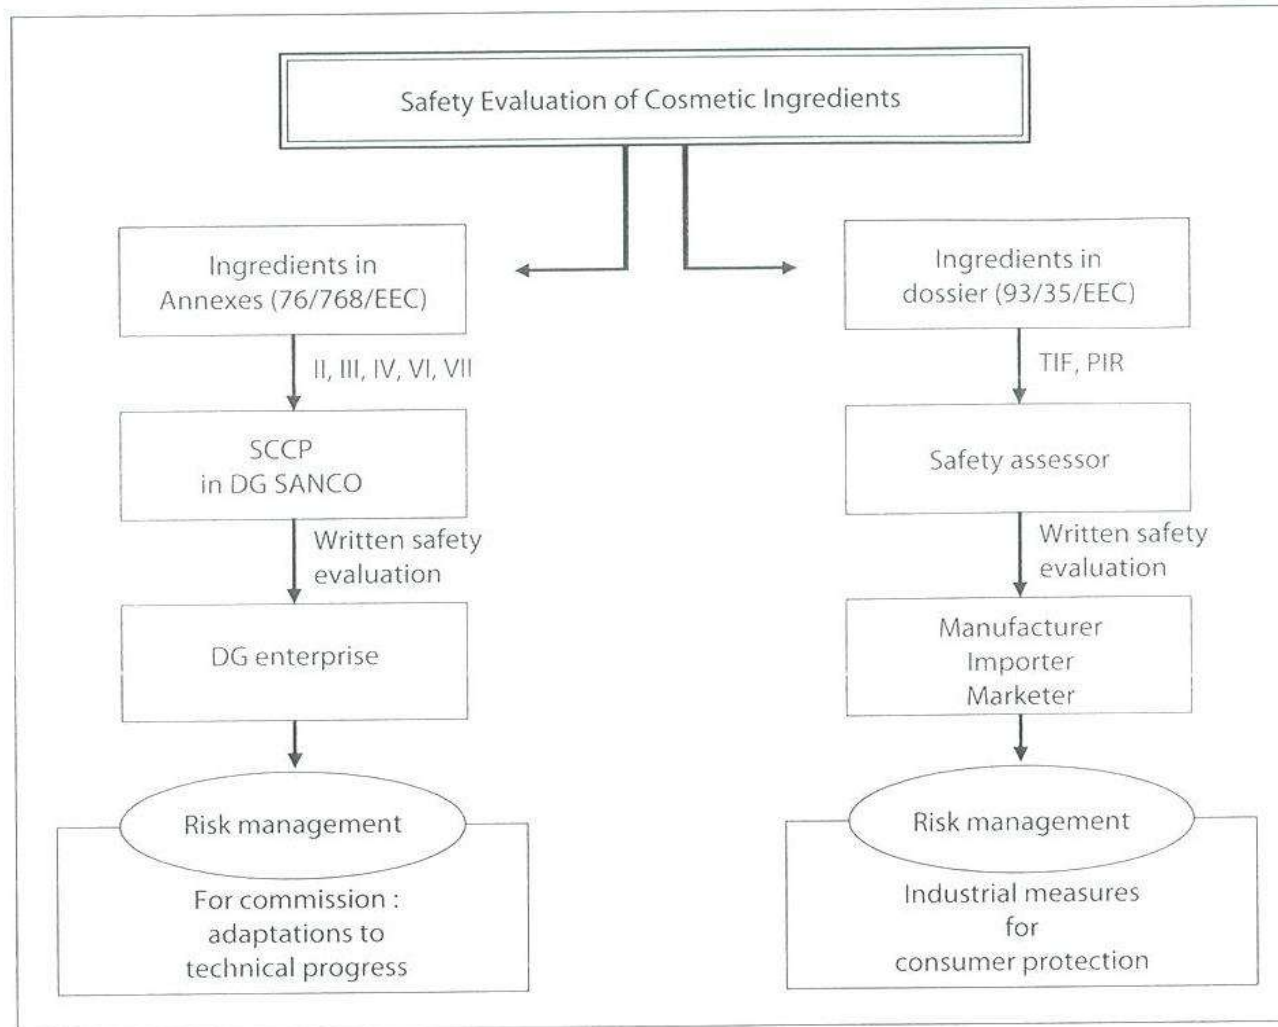 Safety Evaluation of Cosmetic Ingredients
Ingredients in
Annexes (76/768/EEC)
II, III, IV, VI, VII
SCCP
in DG SANCO
Written safety
evaluation
DG enterprise
Risk management
For commission :
adaptations to
technical progress
Ingredients in
dossier (93/35/EEC)
TIF, PIR
Safety assessor
Written safety
evaluation
Manufacturer
Importer
Marketer
Risk management
Industrial measures
for
consumer protection